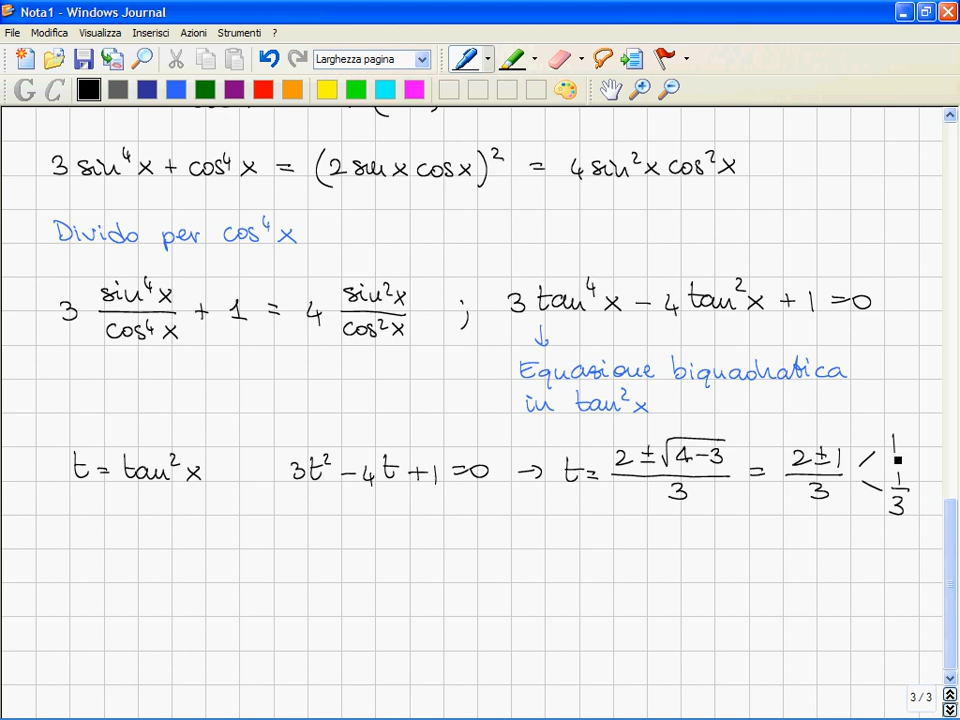 Nota1 - Windows Journal
File Modifica Visualizza Inserisci Azioni Strumenti ?
Larghezza pagina
G C
3 sin⁴x + cos⁴x = (2 sin x cos x)² = 4 sin²x cos²x
Divido per cos⁴x
3 sin⁴x/cos⁴x + 1 = 4 sin²x/cos²x ; 3 tan⁴x - 4 tan²x + 1 = 0
↓
Equazione biquadratica
in tan²x
t = tan²x 3t² - 4t + 1 = 0 → t = (2 ± √(4-3))/3 = (2 ± 1)/3 < 1
1/3
3 / 3